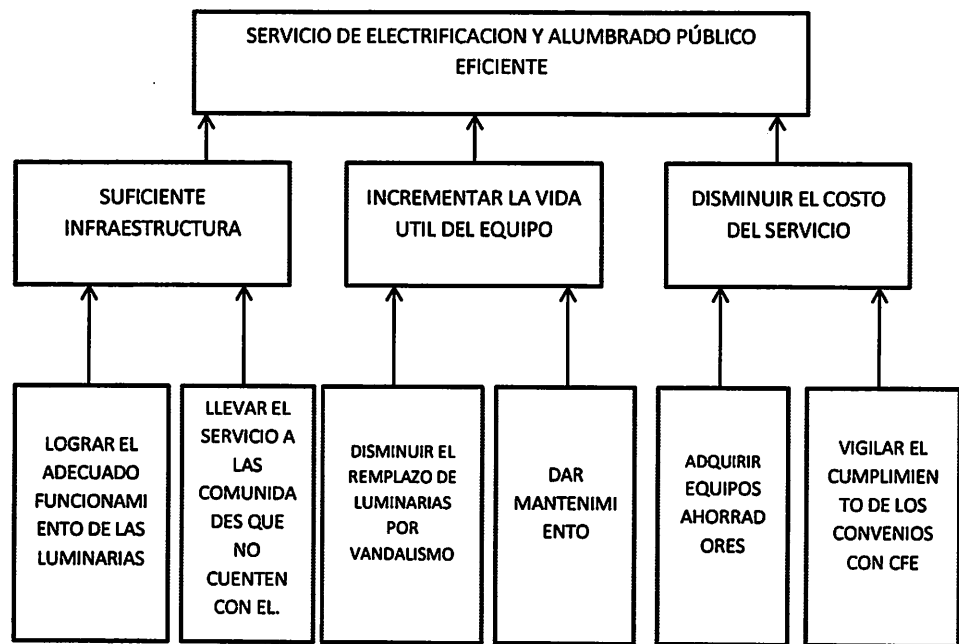 SERVICIO DE ELECTRIFICACION Y ALUMBRADO PÚBLICO
EFICIENTE
SUFICIENTE
INFRAESTRUCTURA
INCREMENTAR LA VIDA
UTIL DEL EQUIPO
DISMINUIR EL COSTO
DEL SERVICIO
LOGRAR EL
ADECUADO
FUNCIONAMI
ENTO DE LAS
LUMINARIAS
LLEVAR EL
SERVICIO A
LAS
COMUNIDA
DES QUE
NO
CUENTEN
CON EL.
DISMINUIR EL
REMPLAZO DE
LUMINARIAS
POR
VANDALISMO
DAR
MANTENIMI
ENTO
ADQUIRIR
EQUIPOS
AHORRAD
ORES
VIGILAR EL
CUMPLIMIEN
TO DE LOS
CONVENIOS
CON CFE